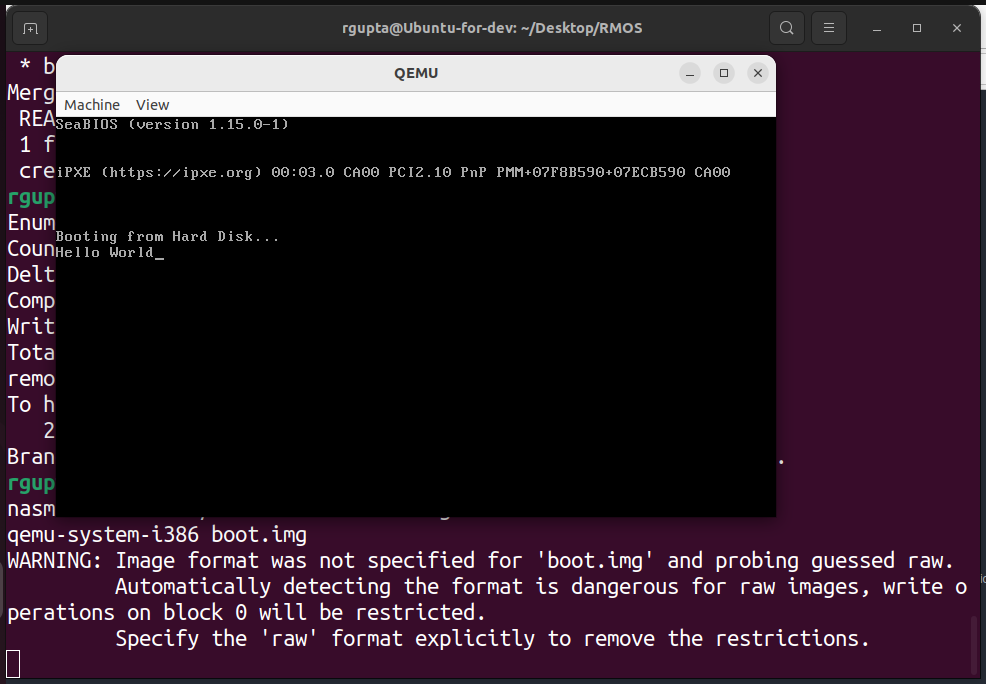 rgupta@Ubuntu-for-dev: ~/Desktop/RMOS
* b
Merg
REA
1 f
cre
rgup
Enum
Coun
Delt
Comp
Writ
Tota
remo
To h
2
Bran
.
rgup
nasm
QEMU
Machine View
SeaBIOS (version 1.15.0-1)
iPXE (https://ipxe.org) 00:03.0 CA00 PCI2.10 PnP PMM+07F8B590+07ECB590 CA00
Booting from Hard Disk...
Hello World_
qemu-system-i386 boot.img
WARNING: Image format was not specified for 'boot.img' and probing guessed raw.
Automatically detecting the format is dangerous for raw images, write o
perations on block 0 will be restricted.
Specify the 'raw' format explicitly to remove the restrictions.